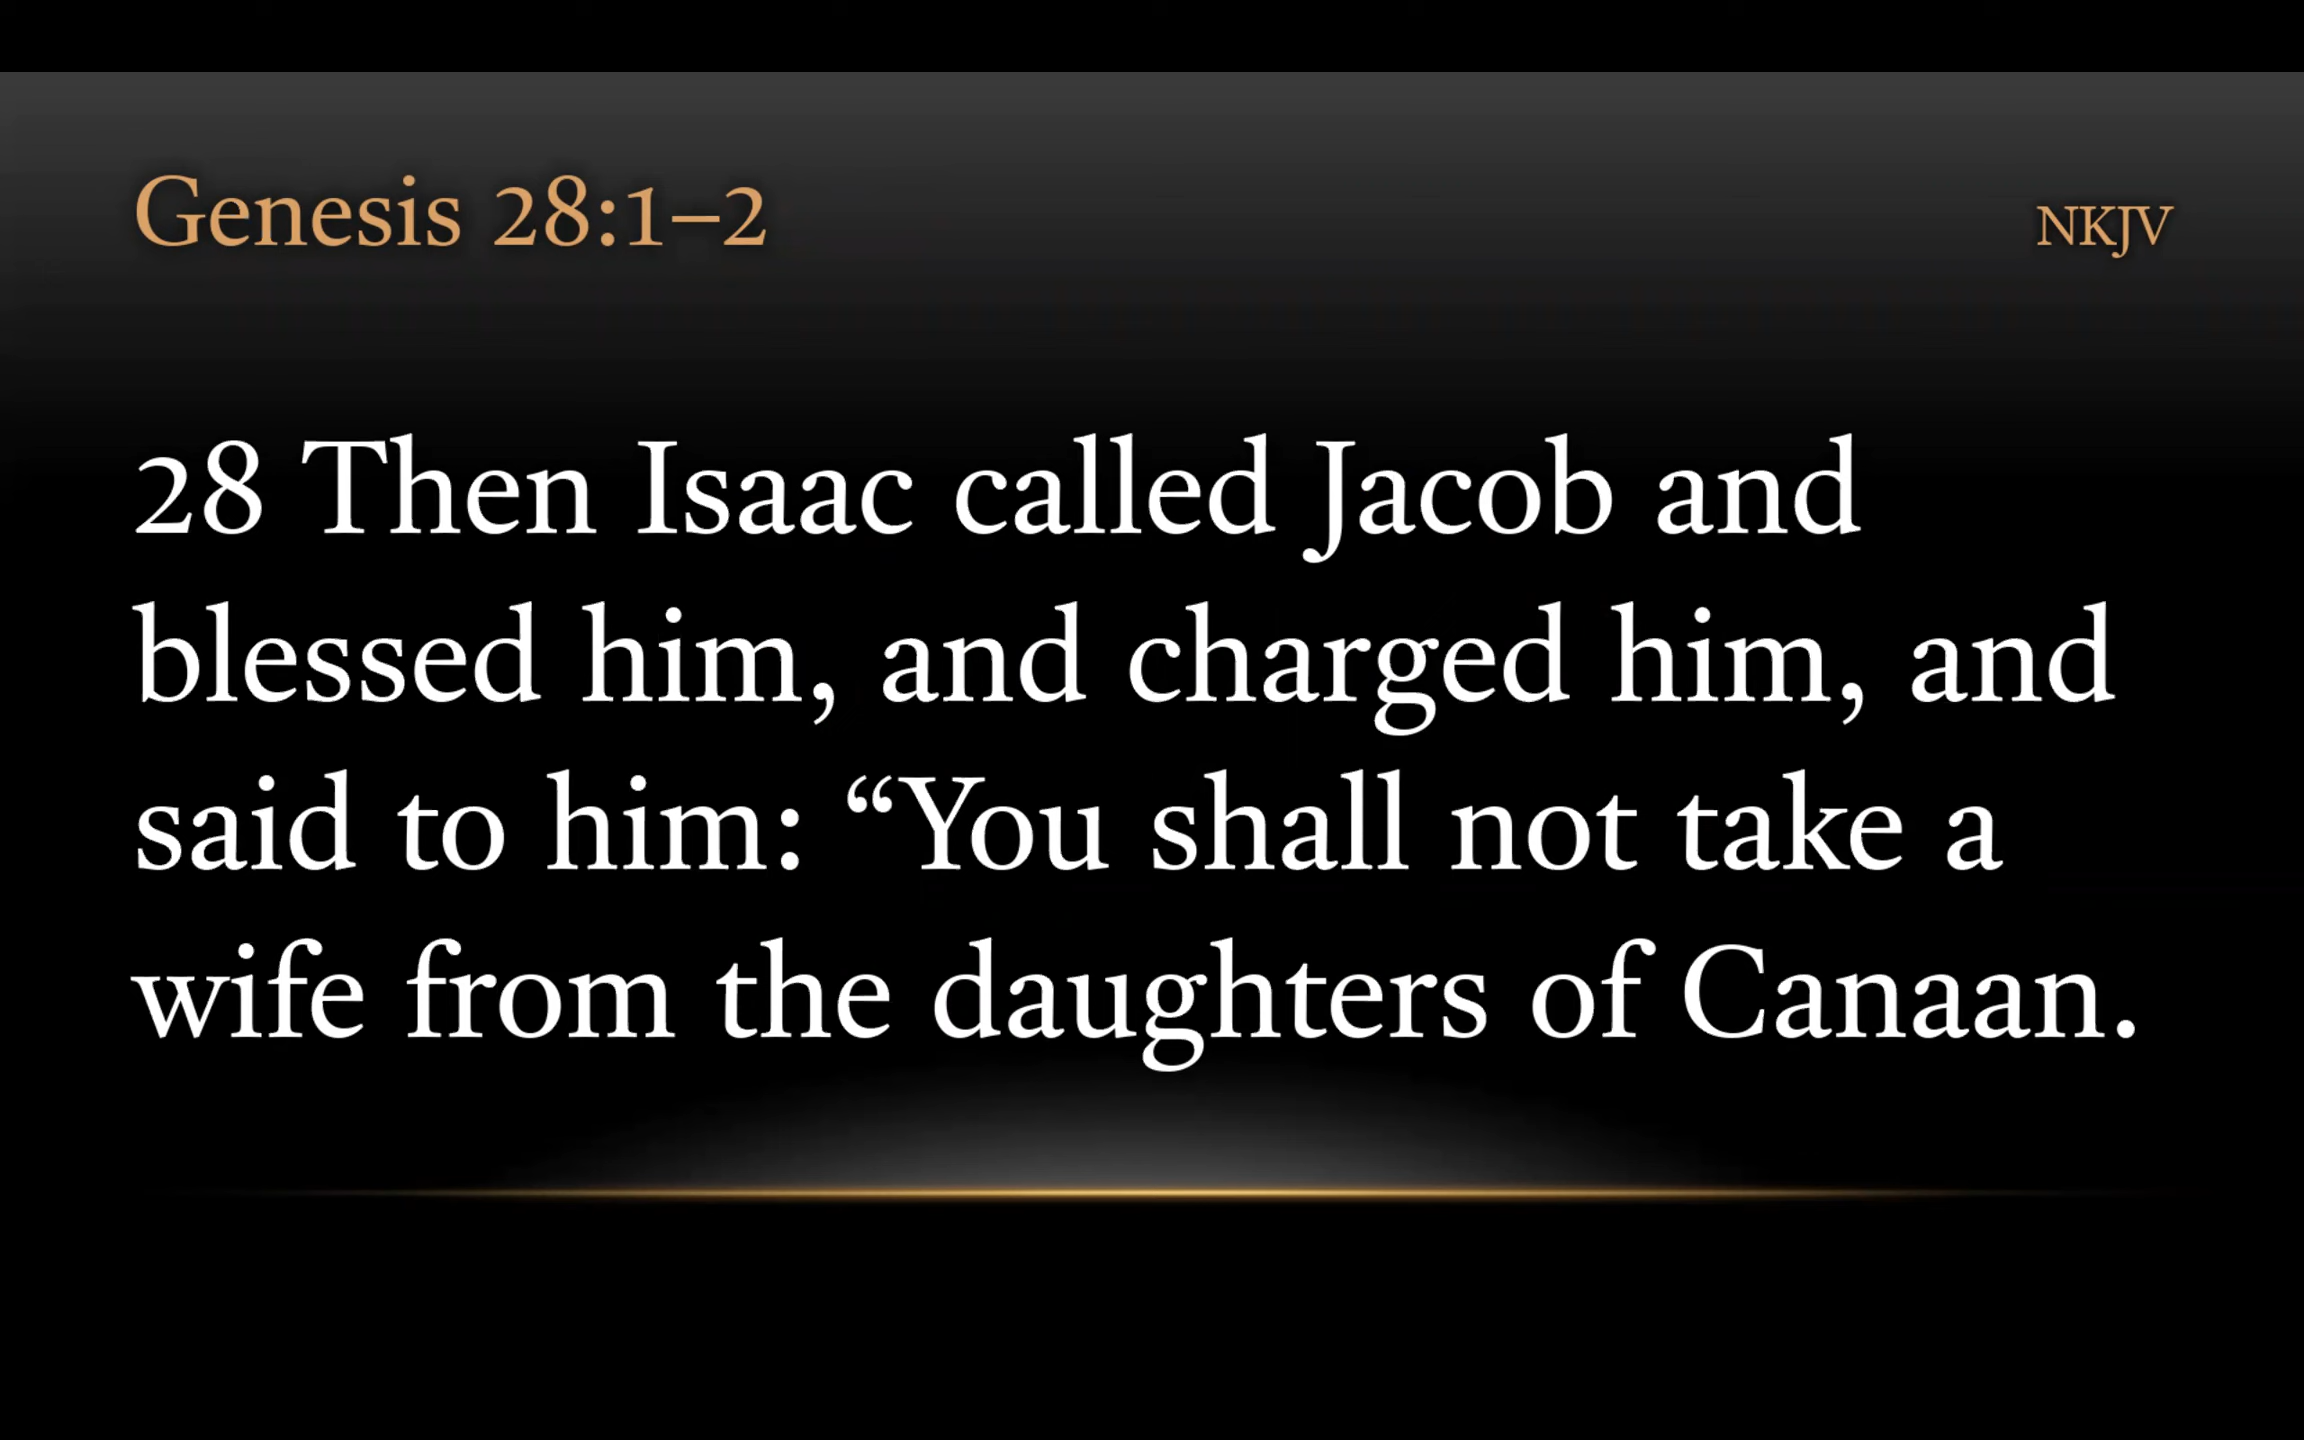 Genesis 28:1–2
NKJV
28 Then Isaac called Jacob and
blessed him, and charged him, and
said to him: “You shall not take a
wife from the daughters of Canaan.